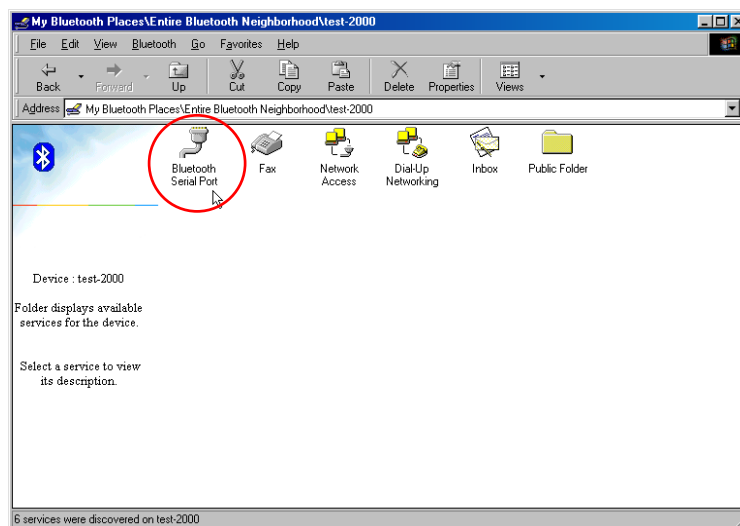 My Bluetooth Places\Entire Bluetooth Neighborhood\test-2000
File Edit View Bluetooth Go Favorites Help
Back Forward Up Cut Copy Paste Delete Properties Views
Address My Bluetooth Places\Entire Bluetooth Neighborhood\test-2000
Bluetooth
Serial Port
Fax
Network
Access
Dial-Up
Networking
Inbox
Public Folder
Device : test-2000
Folder displays available
services for the device.
Select a service to view
its description.
6 services were discovered on test-2000